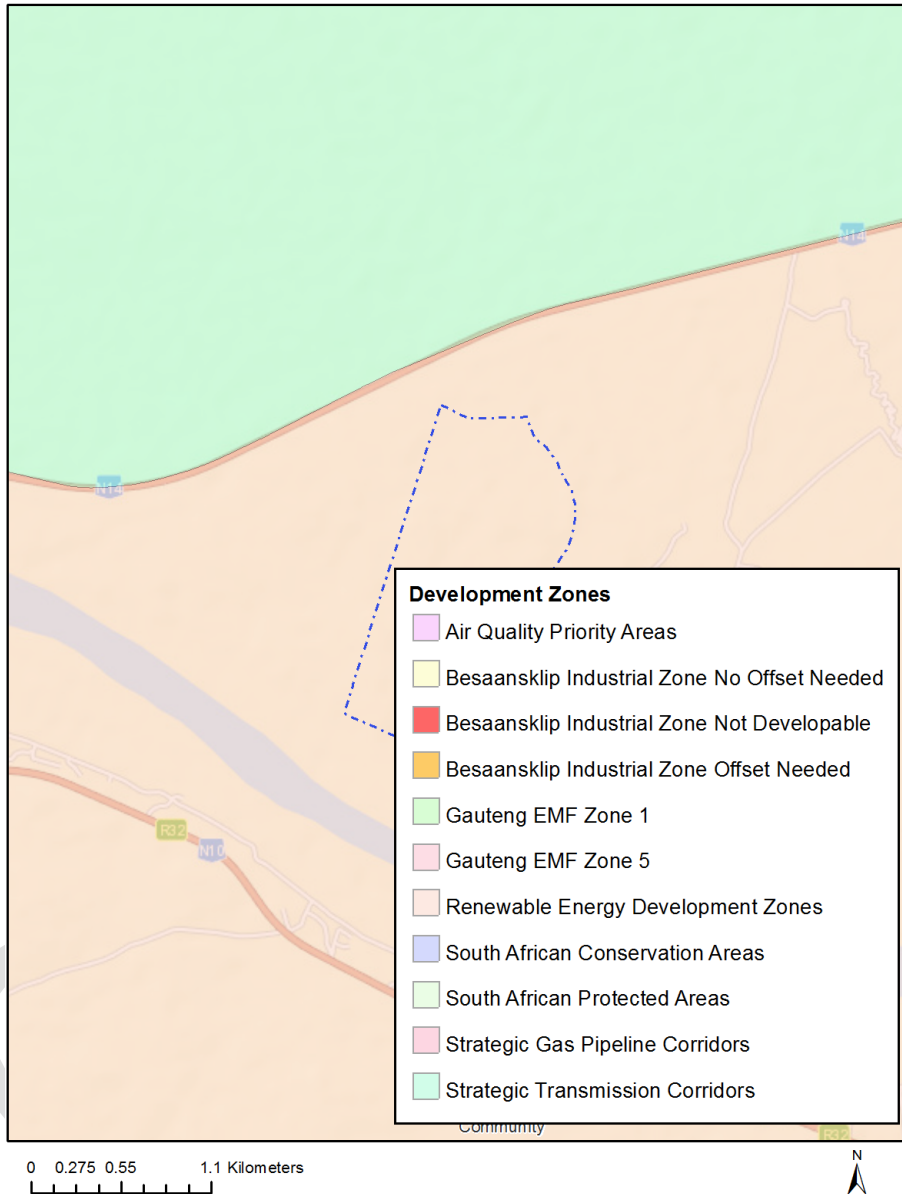 N14
N14
R32
N10
Development Zones
Air Quality Priority Areas
Besaansklip Industrial Zone No Offset Needed
Besaansklip Industrial Zone Not Developable
Besaansklip Industrial Zone Offset Needed
Gauteng EMF Zone 1
Gauteng EMF Zone 5
Renewable Energy Development Zones
South African Conservation Areas
South African Protected Areas
Strategic Gas Pipeline Corridors
Strategic Transmission Corridors
Community
R32
0 0.275 0.55 1.1 Kilometers
N